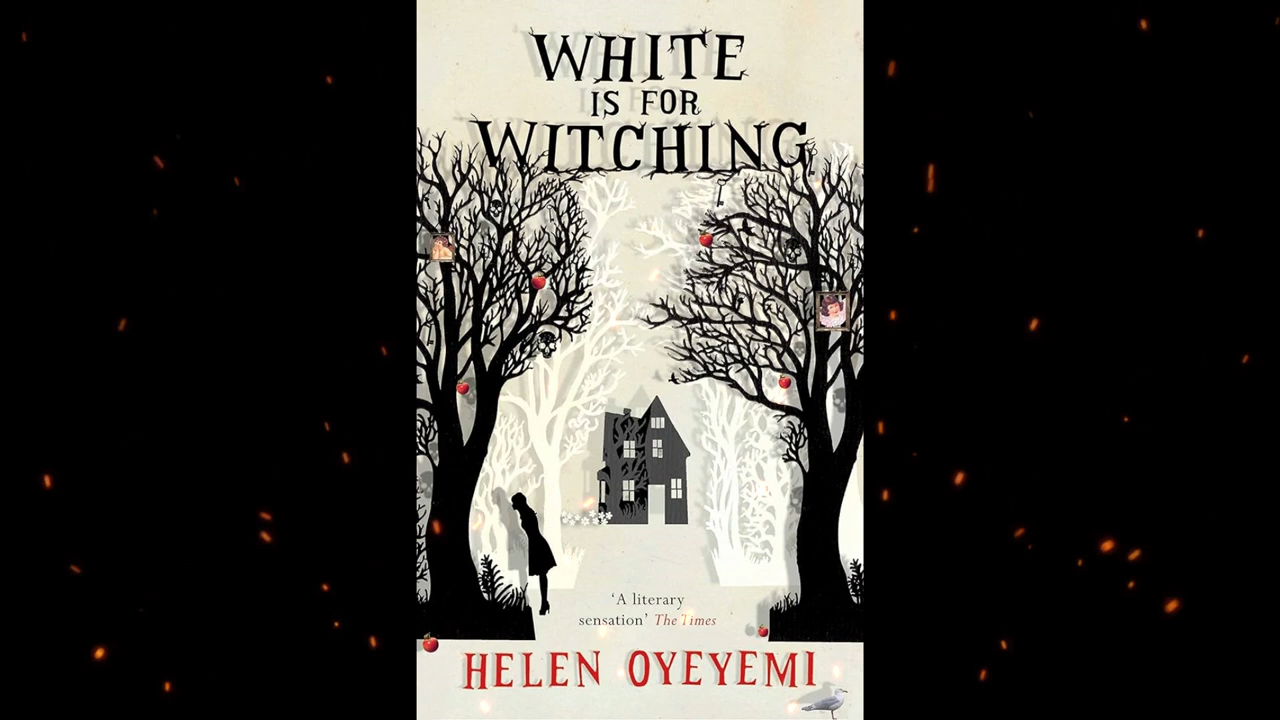 WHITE
IS FOR
WITCHING
‘A literary
sensation’ The Times
HELEN OYEYEMI